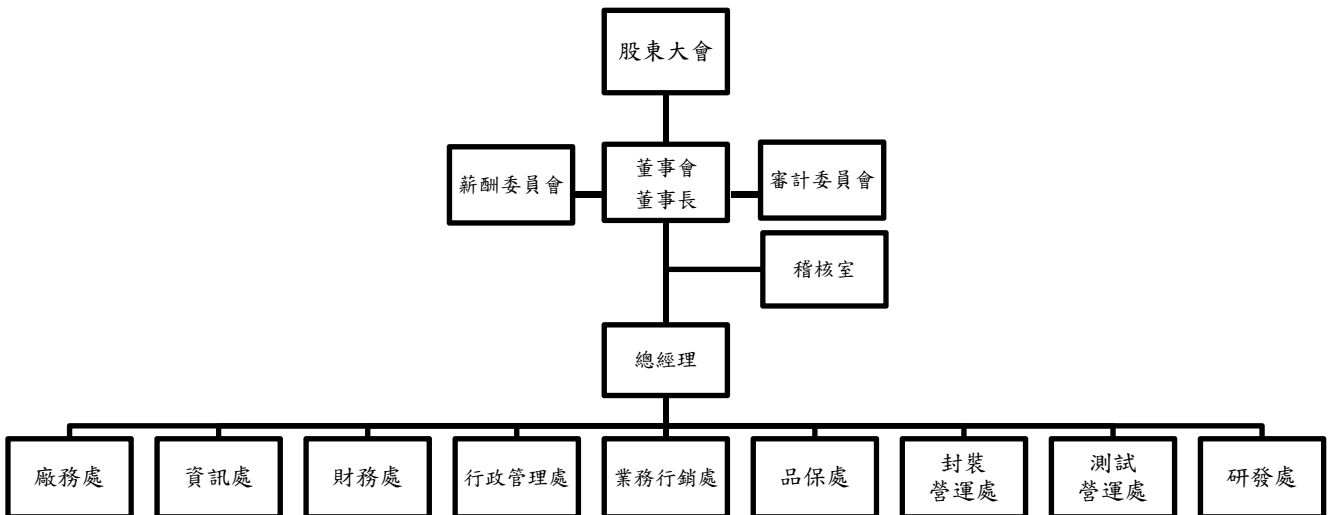 股東大會
薪酬委員會
董事會
董事長
審計委員會
稽核室
總經理
廠務處
資訊處
財務處
行政管理處
業務行銷處
品保處
封裝
營運處
測試
營運處
研發處